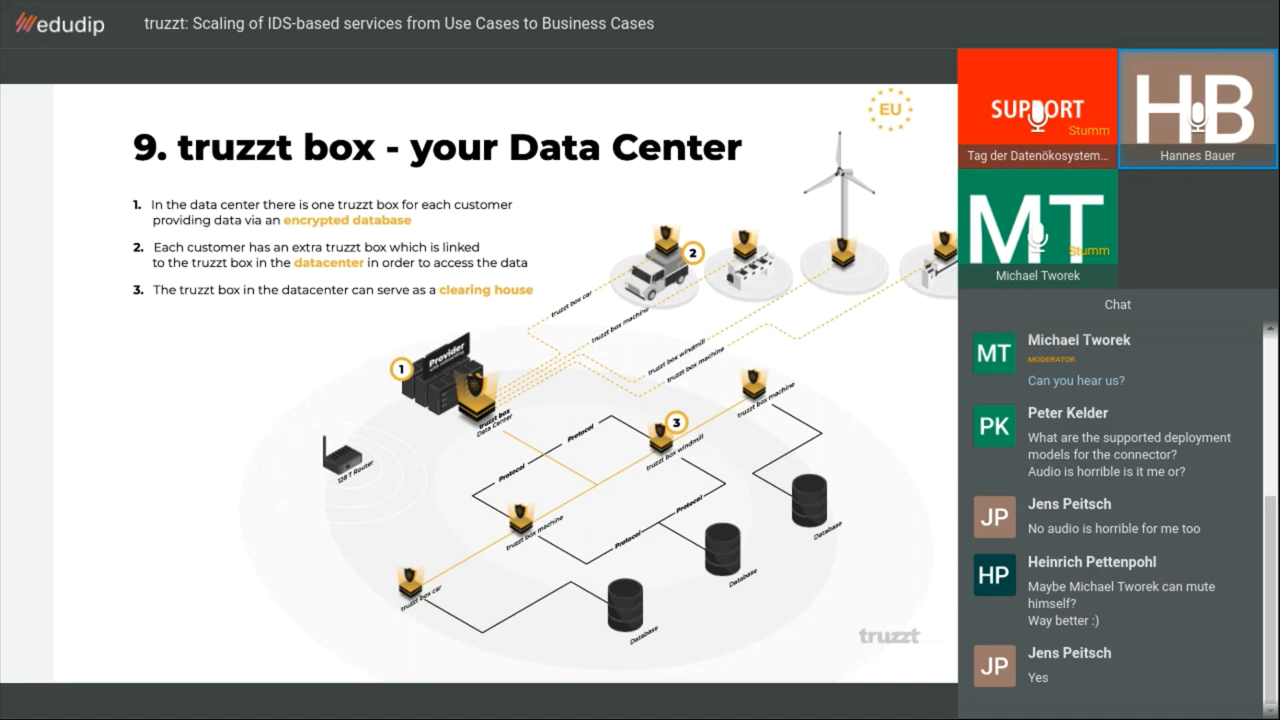 edudip
truzzt: Scaling of IDS-based services from Use Cases to Business Cases
EU
9. truzzt box - your Data Center
1. In the data center there is one truzzt box for each customer
providing data via an encrypted database
2. Each customer has an extra truzzt box which is linked
to the truzzt box in the datacenter in order to access the data
3. The truzzt box in the datacenter can serve as a clearing house
2
truzzt box car
truzzt box machine
truzzt box windmill
truzzt box machine
1
Provider
truzzt box
Data Center
truzzt box machine
3
Protocol
truzzt box windmill
128T Router
Protocol
Protocol
Database
truzzt box machine
Protocol
Database
truzzt box car
Database
truzzt
SUPPORT
Stumm
Tag der Datenökosystem...
HB
Hannes Bauer
MT
Stumm
Michael Tworek
Chat
MT
Michael Tworek
MODERATOR
Can you hear us?
PK
Peter Kelder
What are the supported deployment
models for the connector?
Audio is horrible is it me or?
JP
Jens Peitsch
No audio is horrible for me too
HP
Heinrich Pettenpohl
Maybe Michael Tworek can mute
himself?
Way better :)
JP
Jens Peitsch
Yes